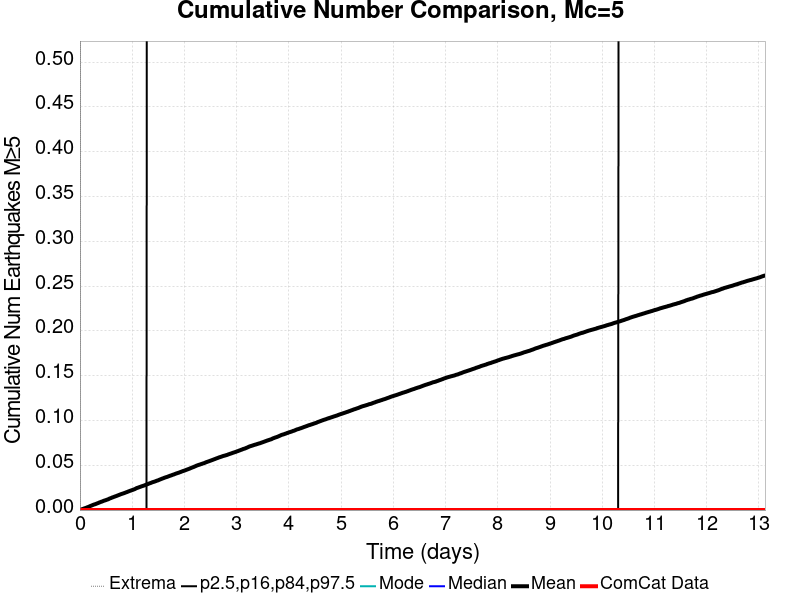 Cumulative Number Comparison, Mc=5
Cumulative Num Earthquakes M≥5
0.50
0.45
0.40
0.35
0.30
0.25
0.20
0.15
0.10
0.05
0.00
0 1 2 3 4 5 6 7 8 9 10 11 12 13
Time (days)
Extrema p2.5,p16,p84,p97.5 Mode Median Mean ComCat Data